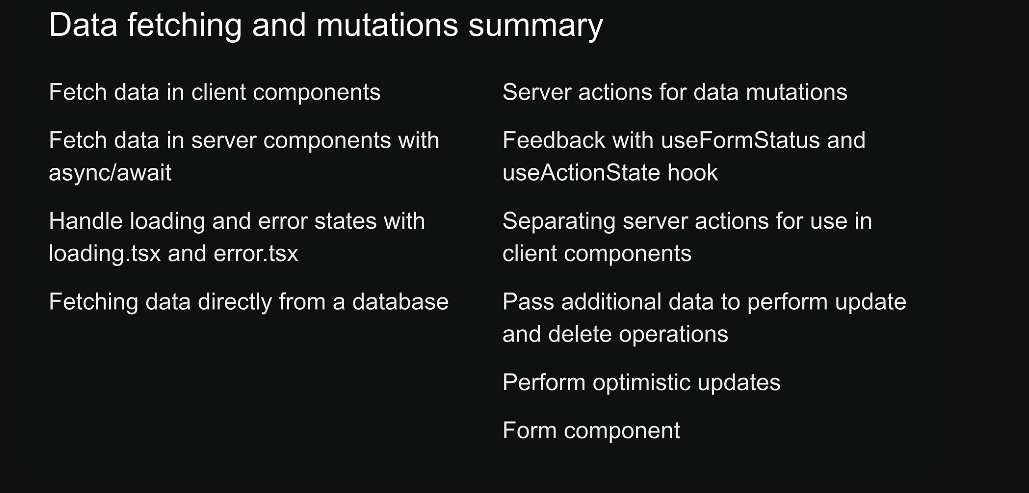 Data fetching and mutations summary
Fetch data in client components
Fetch data in server components with
async/await
Handle loading and error states with
loading.tsx and error.tsx
Fetching data directly from a database
Server actions for data mutations
Feedback with useFormStatus and
useActionState hook
Separating server actions for use in
client components
Pass additional data to perform update
and delete operations
Perform optimistic updates
Form component